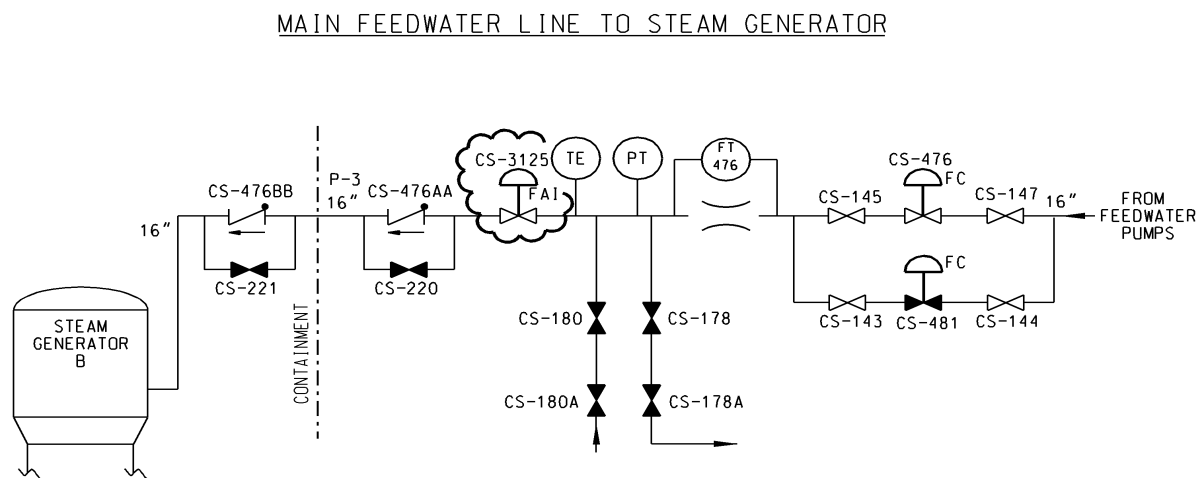 MAIN FEEDWATER LINE TO STEAM GENERATOR
CS-3125
TE
PT
FT
476
CS-476
FC
FAI
P-3
16"
CS-476BB
CS-476AA
CS-145
CS-147
16"
FROM
FEEDWATER
PUMPS
16"
CS-221
CS-220
FC
CS-143
CS-481
CS-144
CS-180
CS-178
CONTAINMENT
STEAM
GENERATOR
B
CS-180A
CS-178A